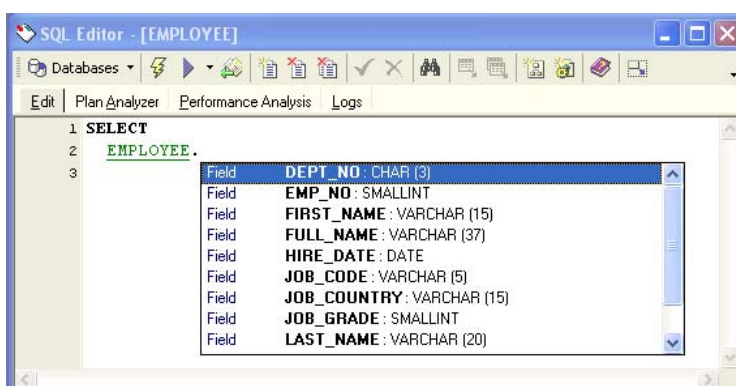 SQL Editor - [EMPLOYEE]
Databases
Edit Plan Analyzer Performance Analysis Logs
1 SELECT
2 EMPLOYEE.
3
Field DEPT_NO : CHAR (3)
Field EMP_NO : SMALLINT
Field FIRST_NAME : VARCHAR (15)
Field FULL_NAME : VARCHAR (37)
Field HIRE_DATE : DATE
Field JOB_CODE : VARCHAR (5)
Field JOB_COUNTRY : VARCHAR (15)
Field JOB_GRADE : SMALLINT
Field LAST_NAME : VARCHAR (20)